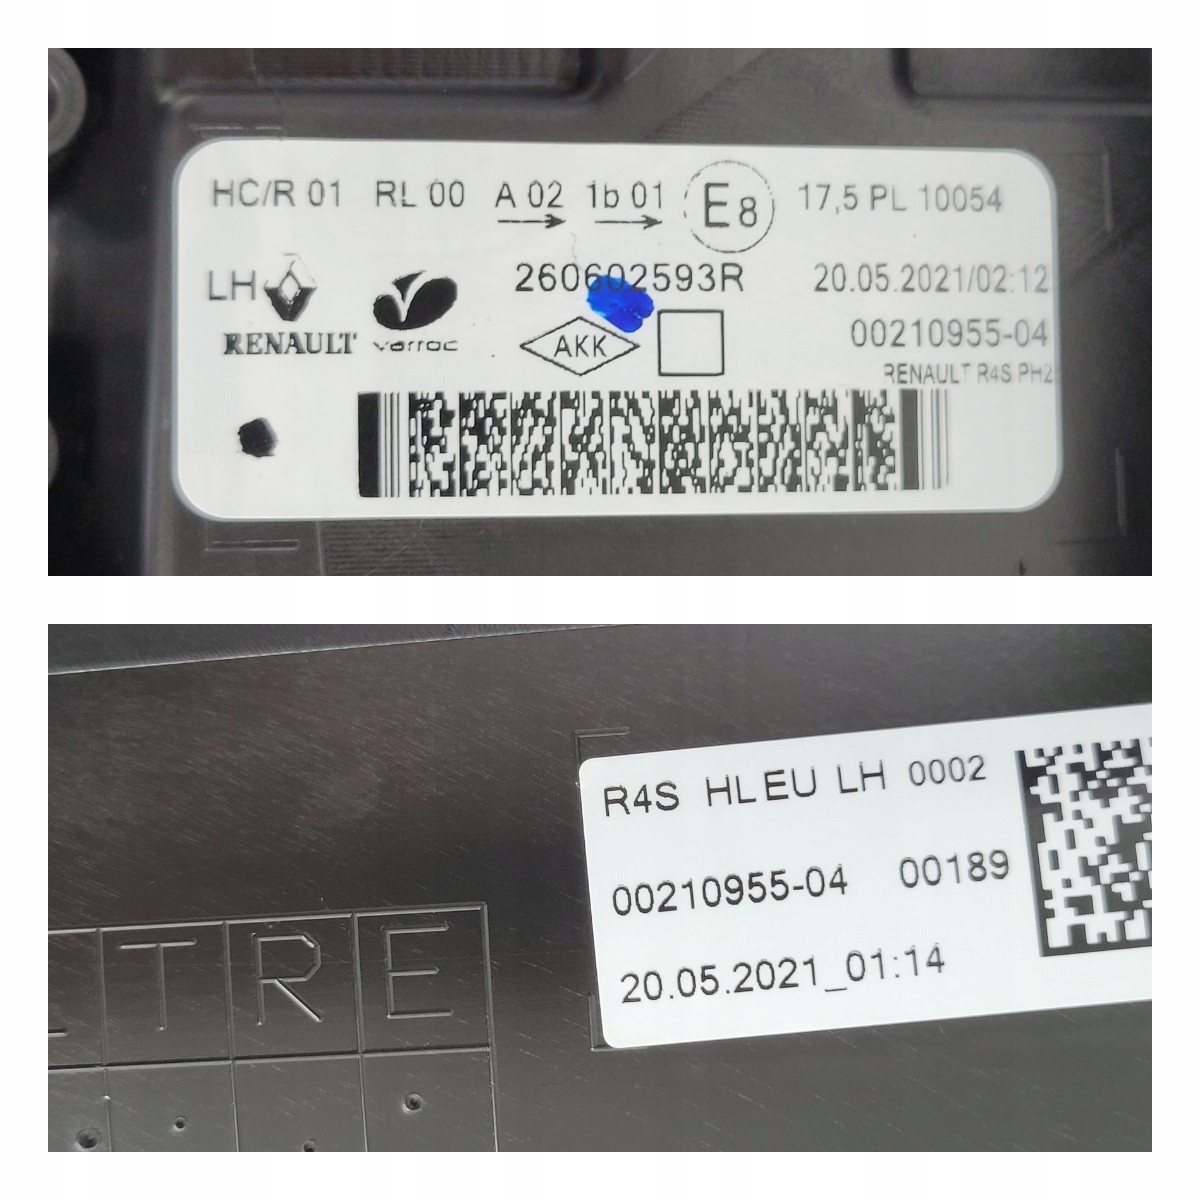 HC/R 01 RL 00 A 02 1b 01 E8 17,5 PL 10054
LH 260602593R 20.05.2021/02:12
RENAULT varroc AKK 00210955-04
RENAULT R4S PH2
R4S HLEU LH 0002
00210955-04 00189
20.05.2021_01:14
TRE